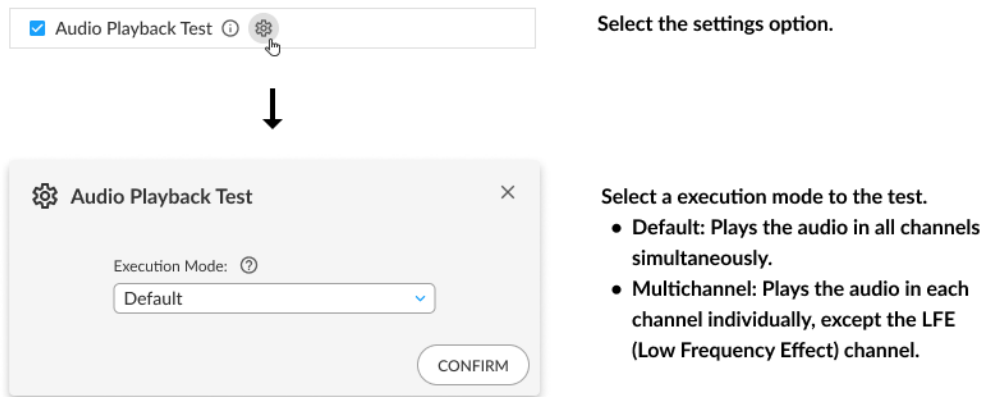 Audio Playback Test
Select the settings option.
Audio Playback Test
Execution Mode:
Default
CONFIRM
Select a execution mode to the test.
• Default: Plays the audio in all channels
simultaneously.
• Multichannel: Plays the audio in each
channel individually, except the LFE
(Low Frequency Effect) channel.